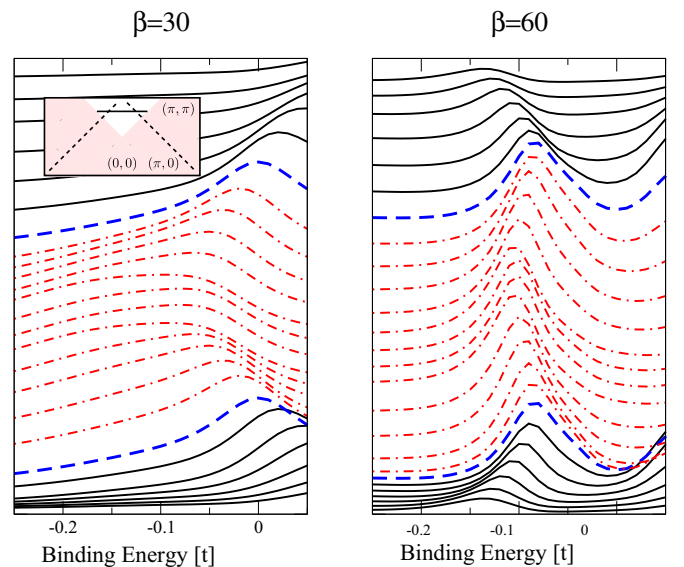 β=30
β=60
(π,π)
(0,0) (π,0)
-0.2 -0.1 0
-0.2 -0.1 0
Binding Energy [t]
Binding Energy [t]